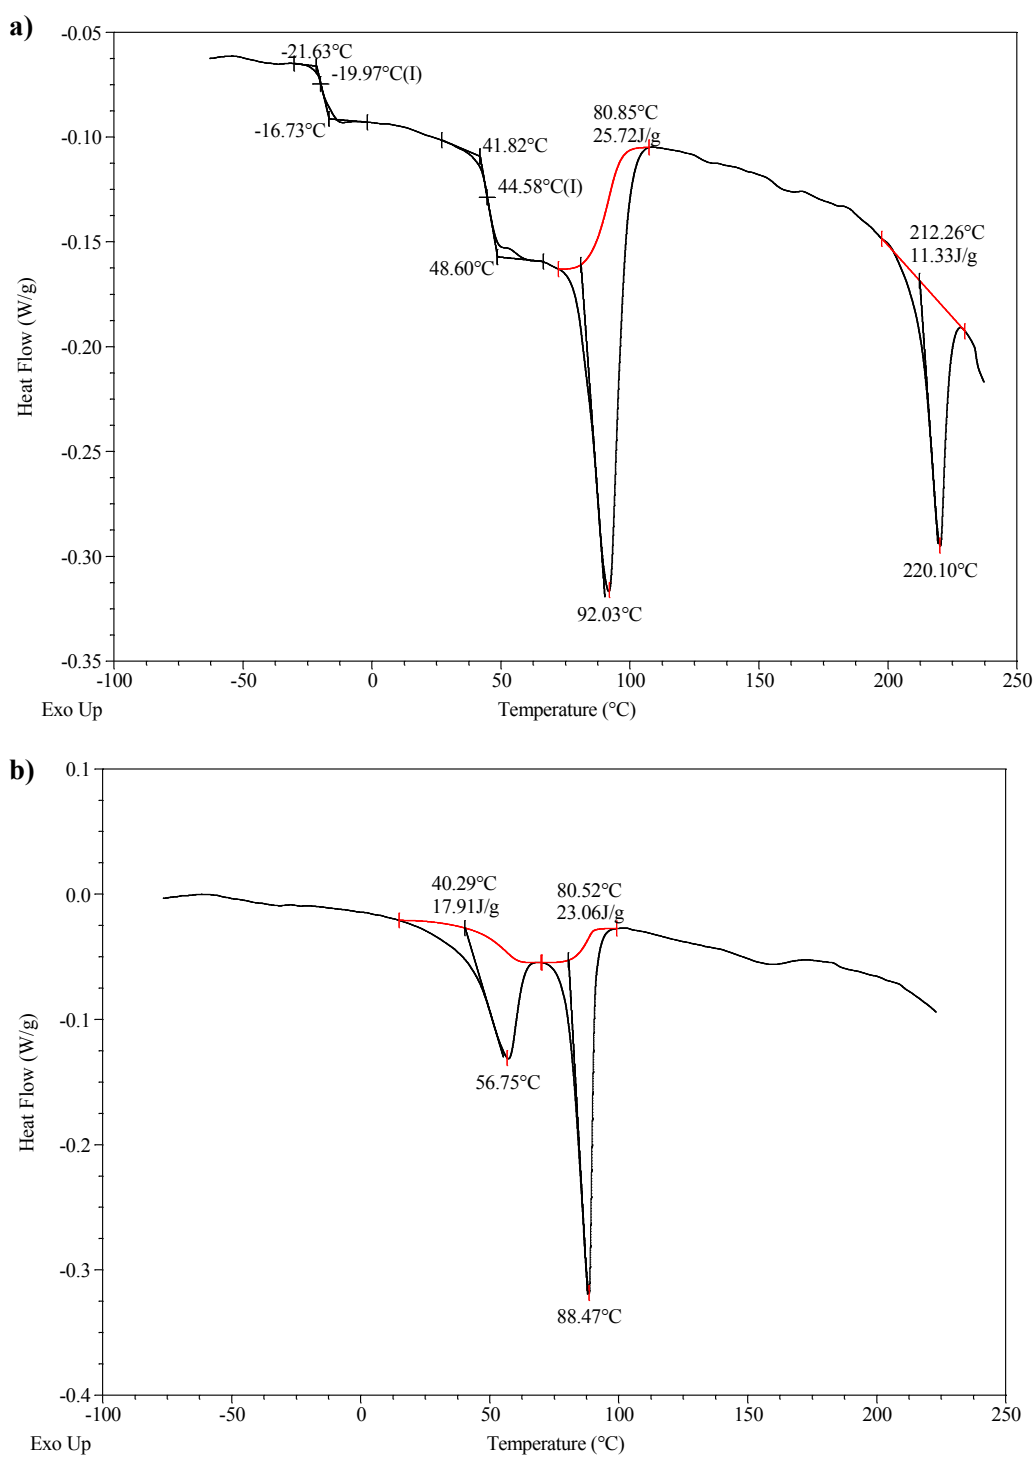 a)
-0.05
-21.63°C
-19.97°C(I)
80.85°C
25.72J/g
-0.10
-16.73°C
41.82°C
44.58°C(I)
212.26°C
11.33J/g
-0.15
48.60°C
-0.20
Heat Flow (W/g)
-0.25
-0.30
220.10°C
92.03°C
-0.35
-100
-50
0
50
100
150
200
250
Exo Up
Temperature (°C)
b)
0.1
40.29°C
17.91J/g
80.52°C
23.06J/g
0.0
-0.1
Heat Flow (W/g)
56.75°C
-0.2
-0.3
88.47°C
-0.4
-100
-50
0
50
100
150
200
250
Exo Up
Temperature (°C)